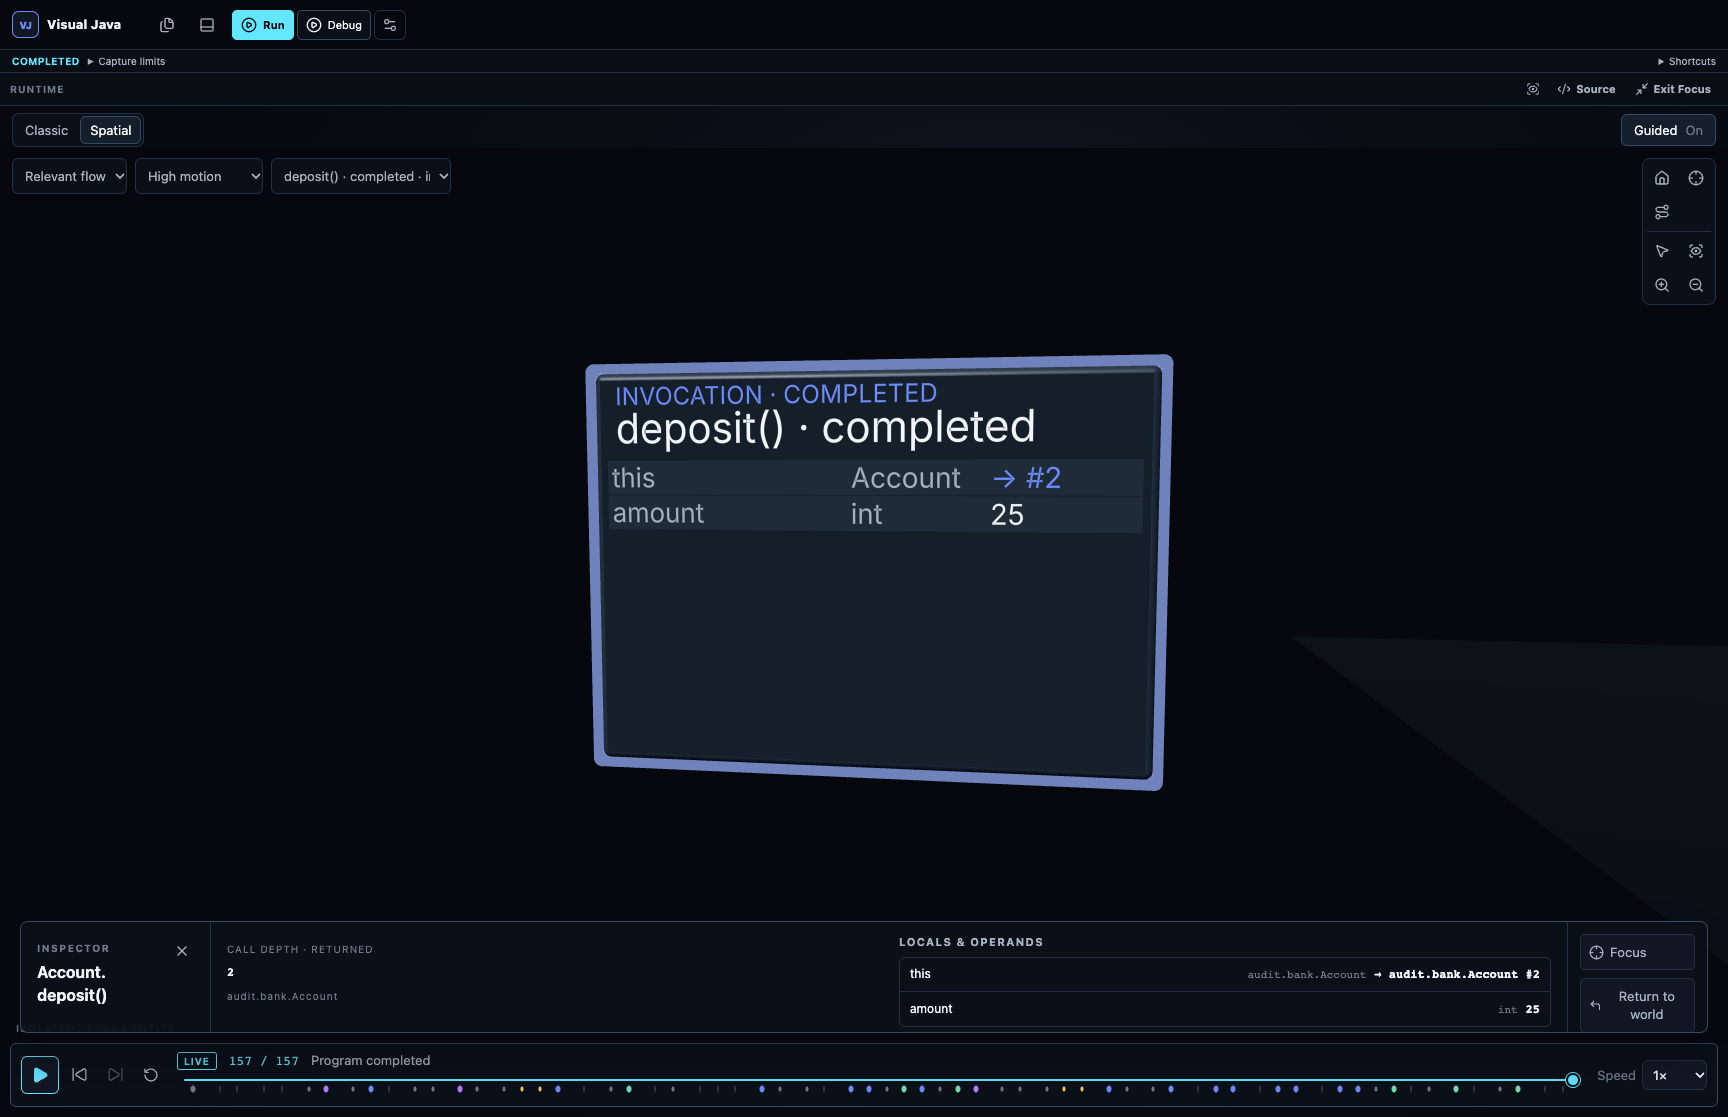 VJ Visual Java Run Debug
COMPLETED Capture limits Shortcuts
RUNTIME Source Exit Focus
Classic Spatial Guided On
Relevant flow High motion deposit() · completed · i
INVOCATION · COMPLETED
deposit() · completed
this Account → #2
amount int 25
INSPECTOR
Account.
deposit()
CALL DEPTH · RETURNED
2
audit.bank.Account
LOCALS & OPERANDS
this audit.bank.Account → audit.bank.Account #2
amount int 25
Focus
Return to
world
LIVE 157 / 157 Program completed
Speed 1×